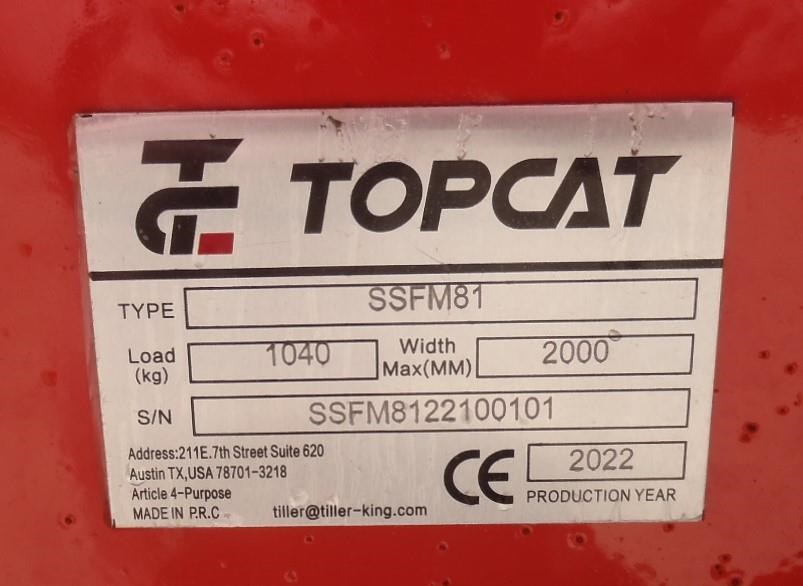 TOPCAT
TYPE SSFM81
Load (kg) 1040 Width Max(MM) 2000
S/N SSFM8122100101
Address:211E.7th Street Suite 620
Austin TX,USA 78701-3218
Article 4-Purpose
MADE IN P.R.C tiller@tiller-king.com
CE 2022
PRODUCTION YEAR